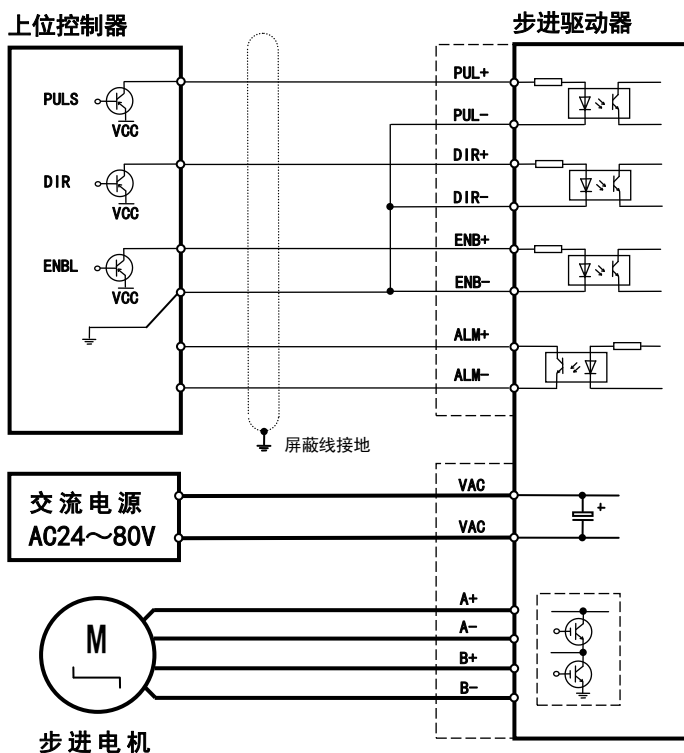 上位控制器
步进驱动器
PULS
VCC
DIR
VCC
ENBL
VCC
PUL+
PUL-
DIR+
DIR-
ENB+
ENB-
ALM+
ALM-
屏蔽线接地
交流电源
AC24～80V
VAC
VAC
+
M
A+
A-
B+
B-
步进电机